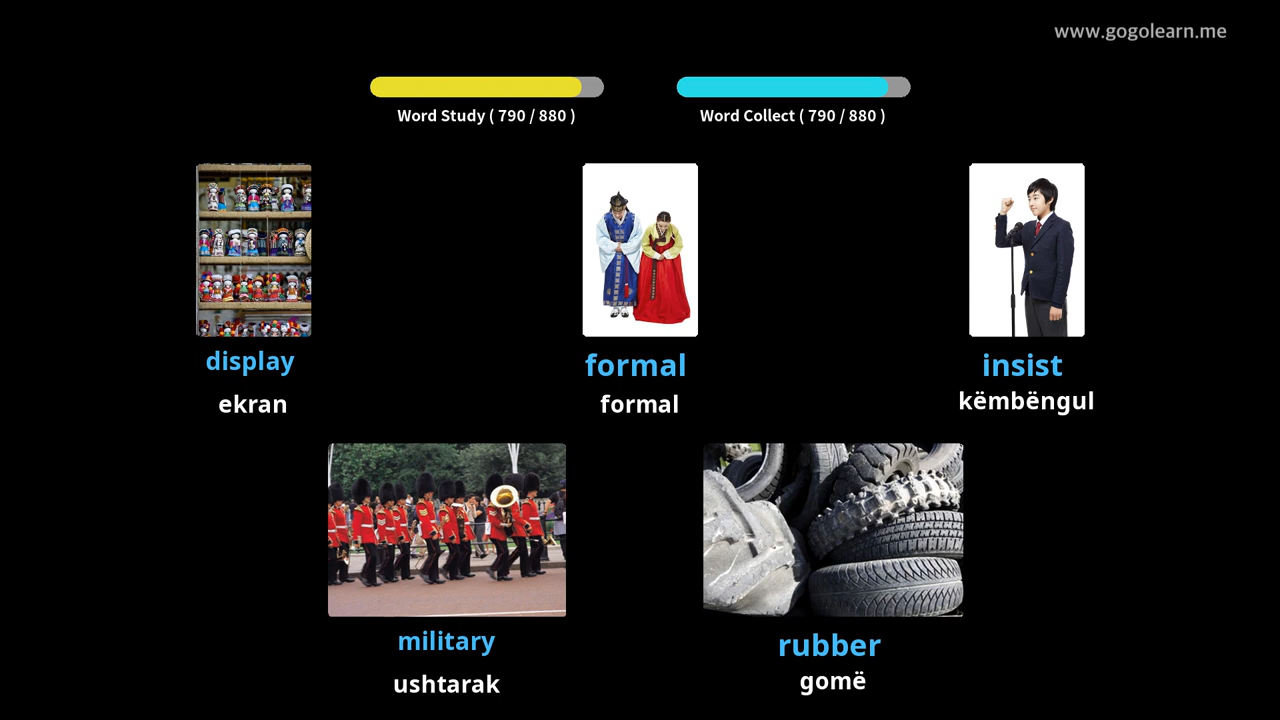 www.gogolearn.me
Word Study ( 790 / 880 )
Word Collect ( 790 / 880 )
display
ekran
formal
formal
insist
këmbëngul
military
ushtarak
rubber
gomë